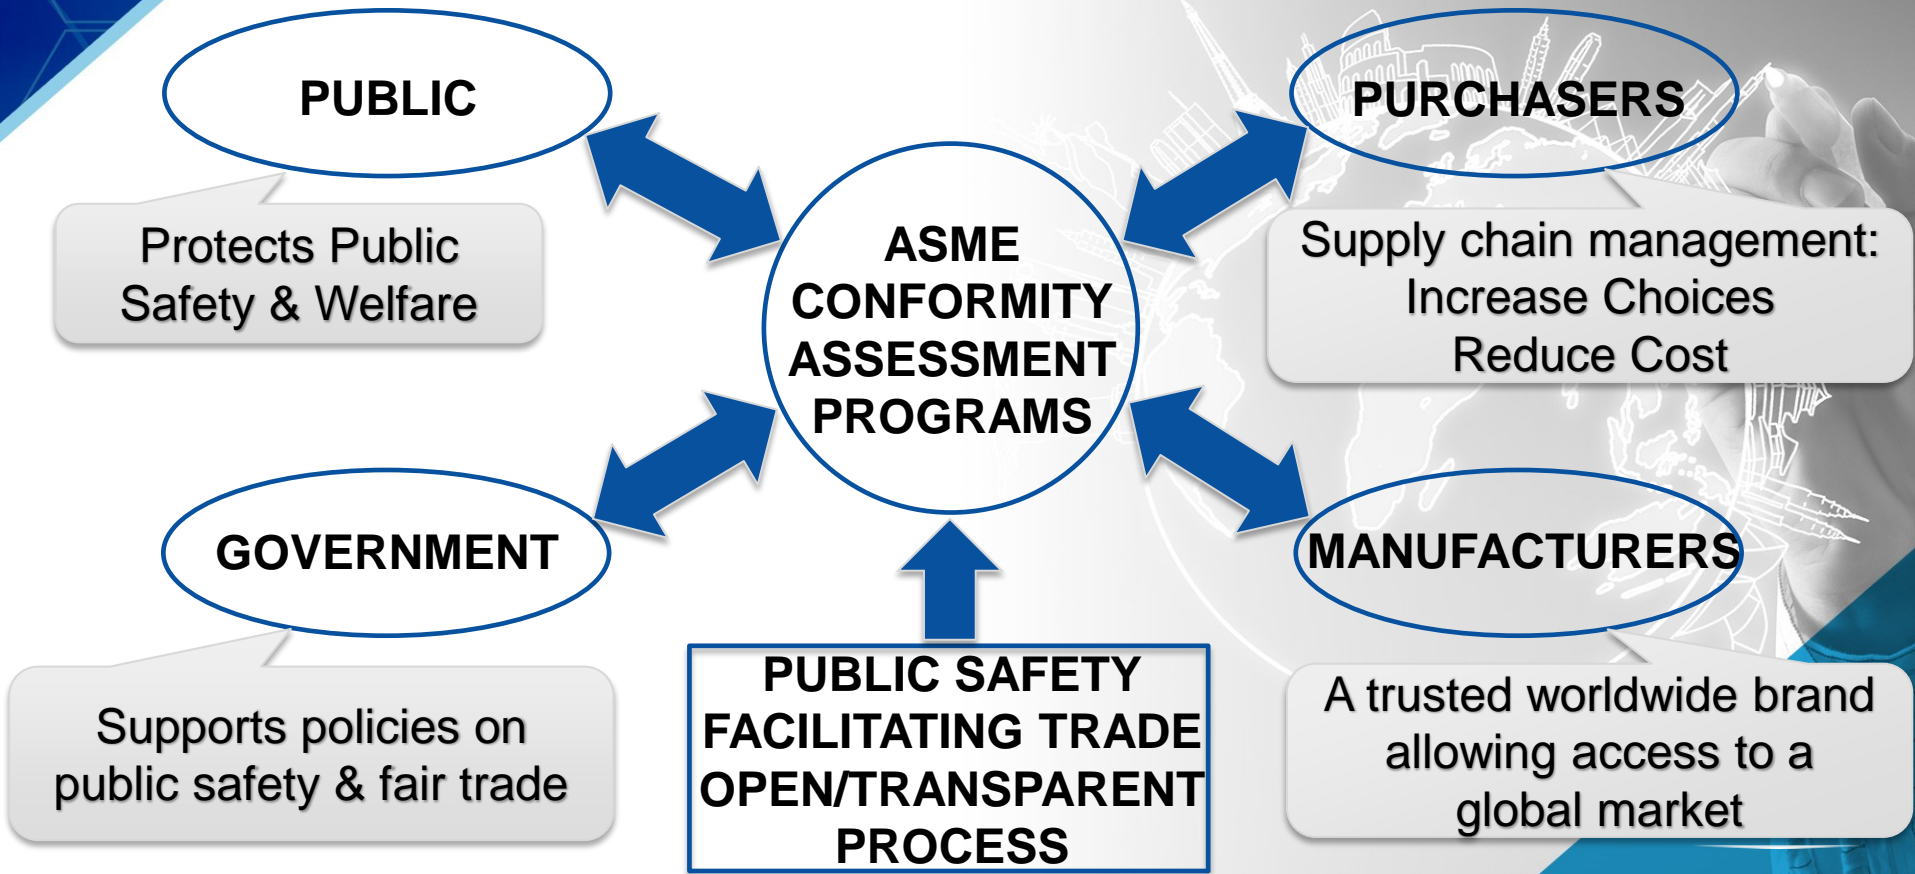 PUBLIC
Protects Public
Safety & Welfare
PURCHASERS
Supply chain management:
Increase Choices
Reduce Cost
ASME
CONFORMITY
ASSESSMENT
PROGRAMS
GOVERNMENT
Supports policies on
public safety & fair trade
MANUFACTURERS
A trusted worldwide brand
allowing access to a
global market
PUBLIC SAFETY
FACILITATING TRADE
OPEN/TRANSPARENT
PROCESS